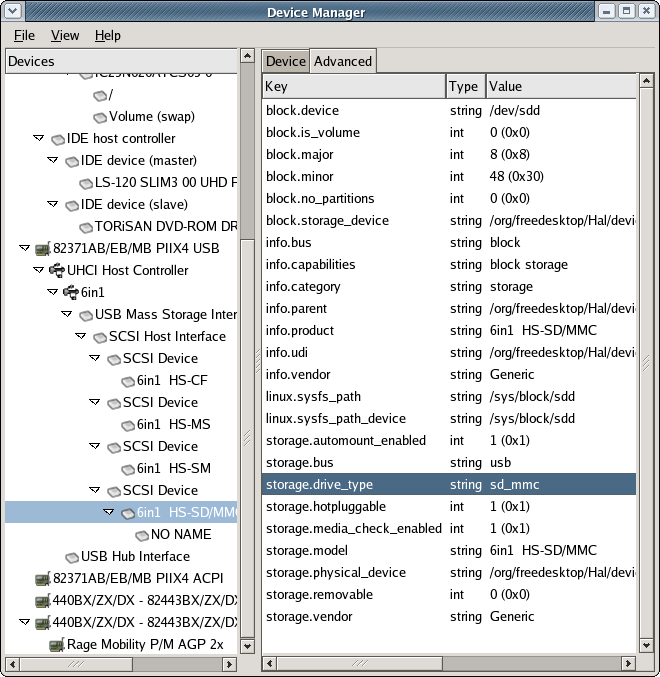 Device Manager
File View Help
Devices
/
Volume (swap)
IDE host controller
IDE device (master)
LS-120 SLIM3 00 UHD F
IDE device (slave)
TORiSAN DVD-ROM DR
82371AB/EB/MB PIIX4 USB
UHCI Host Controller
6in1
USB Mass Storage Inter
SCSI Host Interface
SCSI Device
6in1 HS-CF
SCSI Device
6in1 HS-MS
SCSI Device
6in1 HS-SM
SCSI Device
6in1 HS-SD/MMC
NO NAME
USB Hub Interface
82371AB/EB/MB PIIX4 ACPI
440BX/ZX/DX - 82443BX/ZX/DX
440BX/ZX/DX - 82443BX/ZX/DX
Rage Mobility P/M AGP 2x
Device Advanced
Key Type Value
block.device string /dev/sdd
block.is_volume int 0 (0x0)
block.major int 8 (0x8)
block.minor int 48 (0x30)
block.no_partitions int 0 (0x0)
block.storage_device string /org/freedesktop/Hal/devi
info.bus string block
info.capabilities string block storage
info.category string storage
info.parent string /org/freedesktop/Hal/devi
info.product string 6in1 HS-SD/MMC
info.udi string /org/freedesktop/Hal/devi
info.vendor string Generic
linux.sysfs_path string /sys/block/sdd
linux.sysfs_path_device string /sys/block/sdd
storage.automount_enabled int 1 (0x1)
storage.bus string usb
storage.drive_type string sd_mmc
storage.hotpluggable int 1 (0x1)
storage.media_check_enabled int 1 (0x1)
storage.model string 6in1 HS-SD/MMC
storage.physical_device string /org/freedesktop/Hal/devi
storage.removable int 0 (0x0)
storage.vendor string Generic